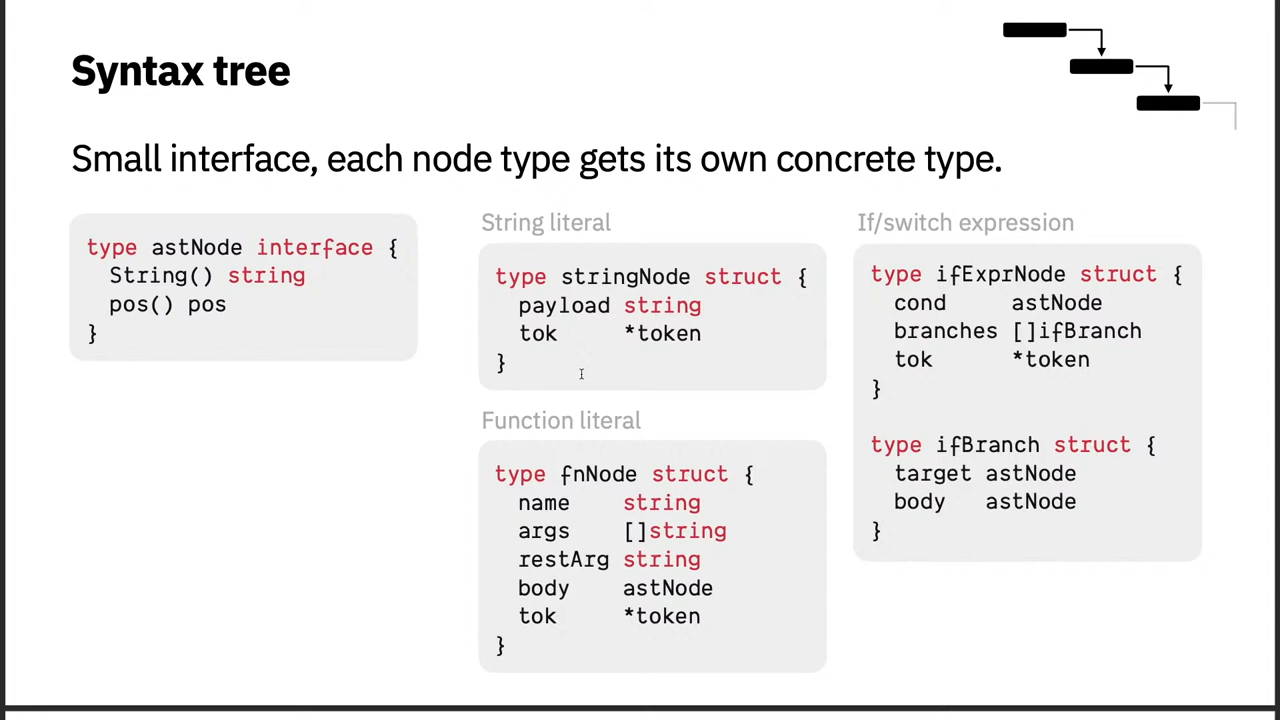 Syntax tree
Small interface, each node type gets its own concrete type.
type astNode interface {
  String() string
  pos() pos
}
String literal
type stringNode struct {
  payload string
  tok     *token
}
Function literal
type fnNode struct {
  name    string
  args    []string
  restArg string
  body    astNode
  tok     *token
}
If/switch expression
type ifExprNode struct {
  cond     astNode
  branches []ifBranch
  tok      *token
}
type ifBranch struct {
  target astNode
  body   astNode
}